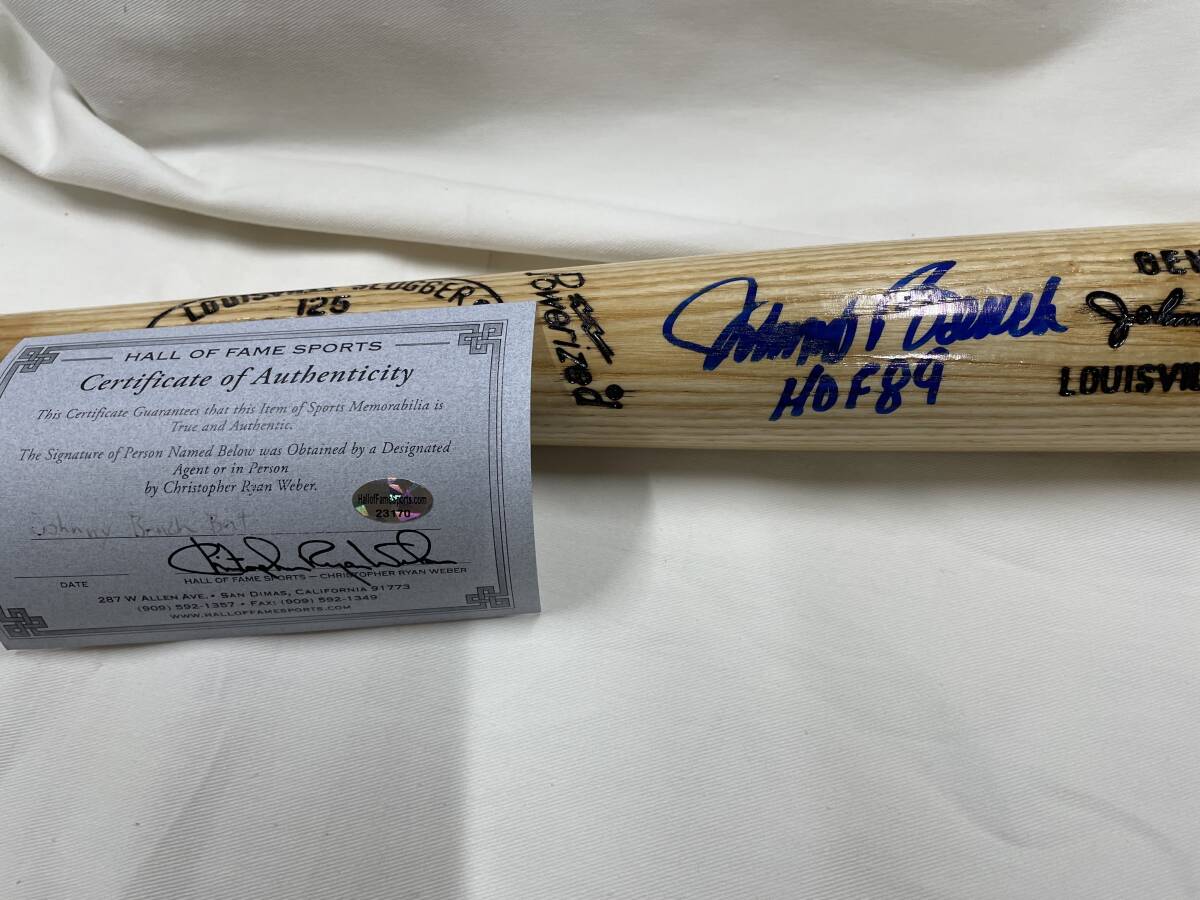 LOUISVILLE SLUGGER
125
Powerized.
Johnny Bench
HOF 89
LOUISVI
HALL OF FAME SPORTS
Certificate of Authenticity
This Certificate Guarantees that this Item of Sports Memorabilia is
True and Authentic.
The Signature of Person Named Below was Obtained by a Designated
Agent or in Person
by Christopher Ryan Weber.
HallofFameSports.com
23170
Johnny Bench Bat
Christopher Ryan Weber
DATE
HALL OF FAME SPORTS – CHRISTOPHER RYAN WEBER
287 W ALLEN AVE. • SAN DIMAS, CALIFORNIA 91773
(909) 592-1357 • FAX: (909) 592-1349
WWW.HALLOFFAMESPORTS.COM